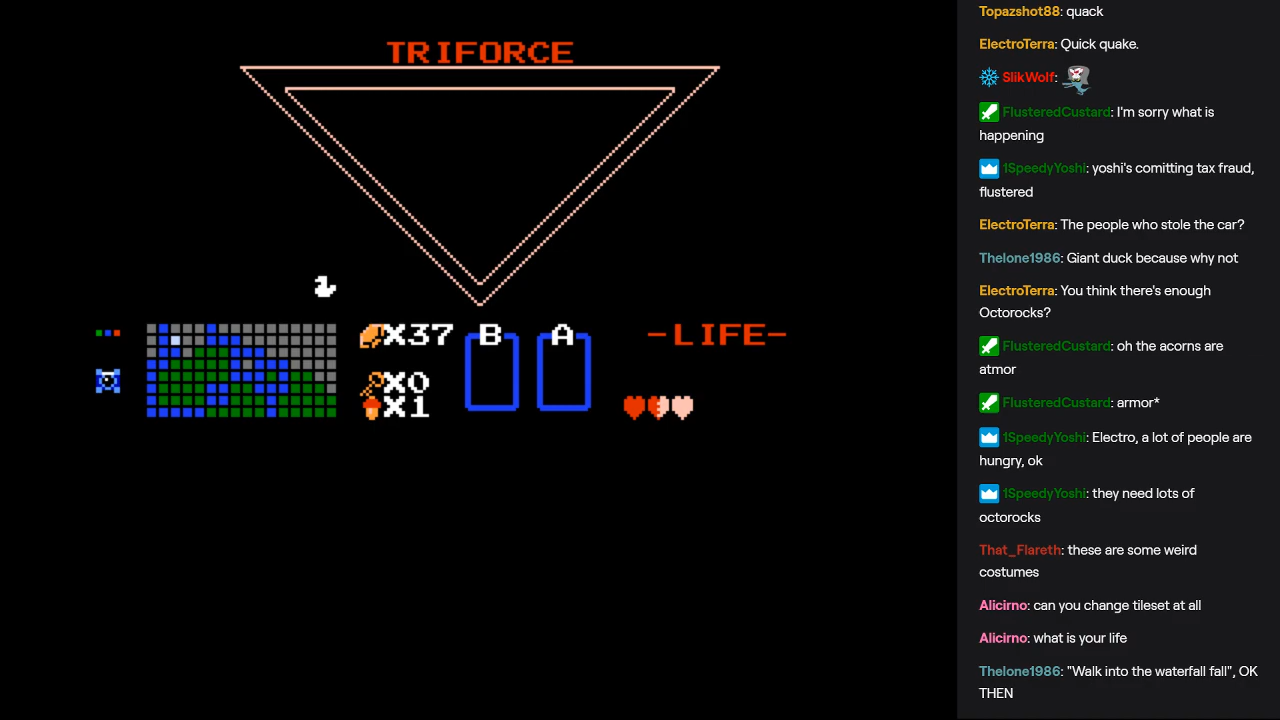 TRIFORCE
X37
B
A
-LIFE-
X0
X1
Topazshot88: quack
ElectroTerra: Quick quake.
SlikWolf:
FlusteredCustard: I'm sorry what is
happening
1SpeedyYoshi: yoshi's comitting tax fraud,
flustered
ElectroTerra: The people who stole the car?
Thelone1986: Giant duck because why not
ElectroTerra: You think there's enough
Octorocks?
FlusteredCustard: oh the acorns are
atmor
FlusteredCustard: armor*
1SpeedyYoshi: Electro, a lot of people are
hungry, ok
1SpeedyYoshi: they need lots of
octorocks
That_Flareth: these are some weird
costumes
Alicirno: can you change tileset at all
Alicirno: what is your life
Thelone1986: "Walk into the waterfall fall", OK
THEN